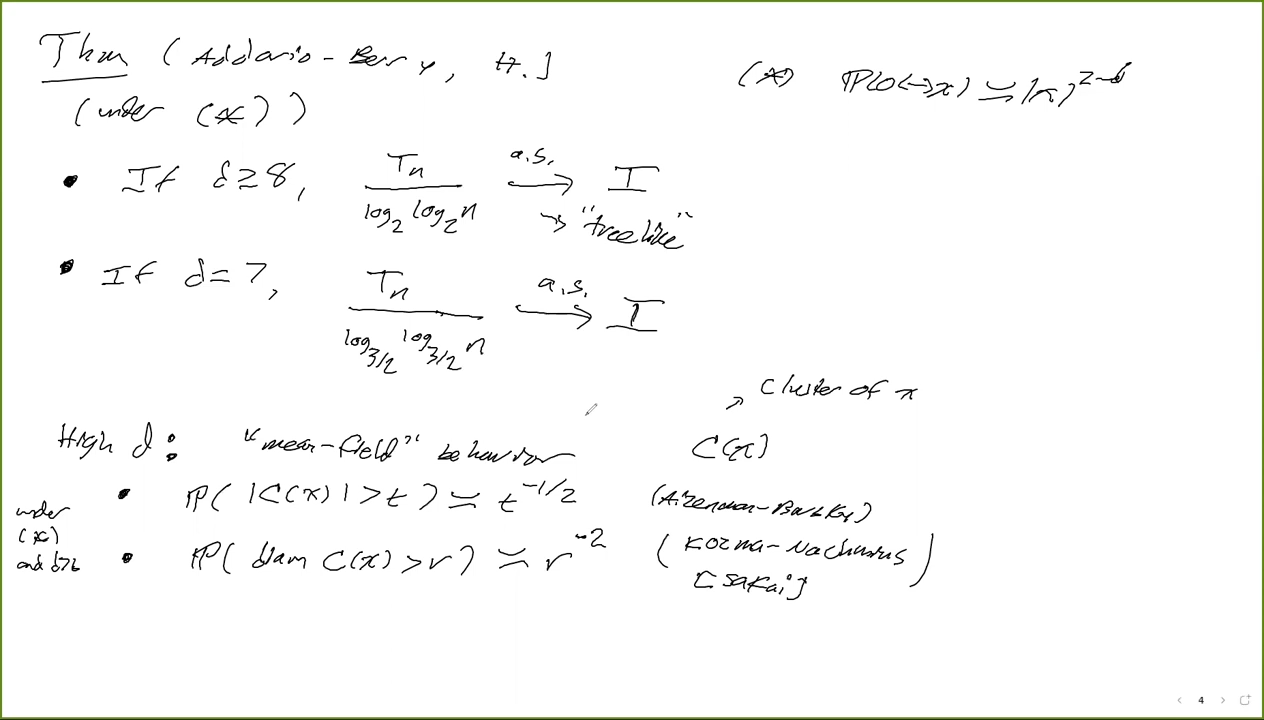 Thm (Addario-Berry, H.]
(*) P(0↔x) ≍ |x|^{2-d}
(under (*))
• If d≥8, T_n / log_2 log_2 n a.s. → 1
→ "treelike"
• If d=7, T_n / log_{3/2} log_{3/2} n a.s. → 1
→ Cluster of x
High d: "mean-field" behavior C(x)
• P( |C(x)| > t ) ≍ t^{-1/2} (Aizenman-Barsky)
under (*) and d>6
• P( diam C(x) > r ) ≍ r^{-2} (Kozma-Nachmias)
[Sakai]
4